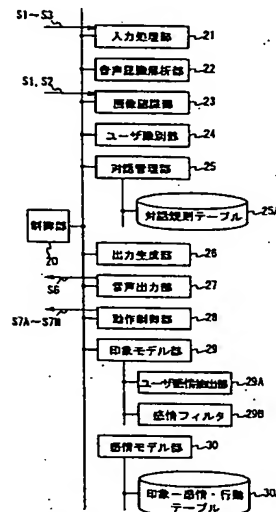 S1~S3
入力処理部
21
音声認識解析部
22
S1, S2
画像認識部
23
ユーザ識別部
24
対話管理部
25
対話規則テーブル
25A
制御部
20
出力生成部
26
S6
音声出力部
27
S7A~S7N
動作制御部
28
印象モデル部
29
ユーザ感情抽出部
29A
感情フィルタ
29B
感情モデル部
30
印象-感情・行動
テーブル